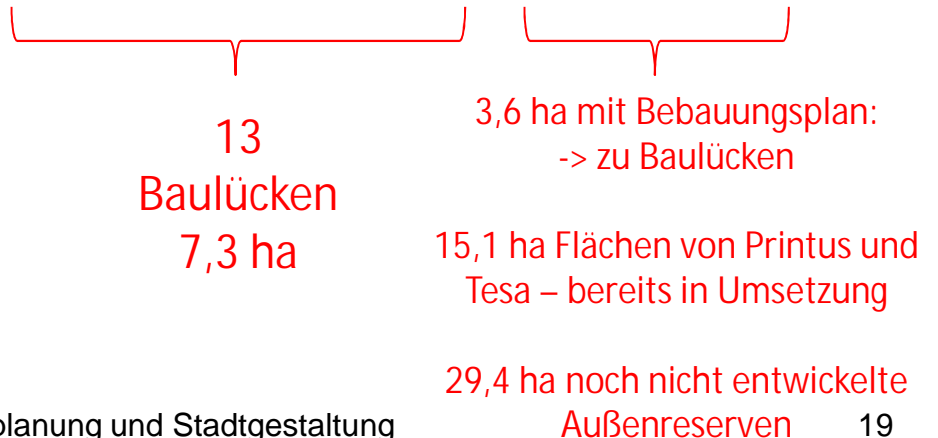 13
Baulücken
7,3 ha
3,6 ha mit Bebauungsplan:
-> zu Baulücken
15,1 ha Flächen von Printus und
Tesa – bereits in Umsetzung
29,4 ha noch nicht entwickelte
Außenreserven
und Stadtgestaltung
19